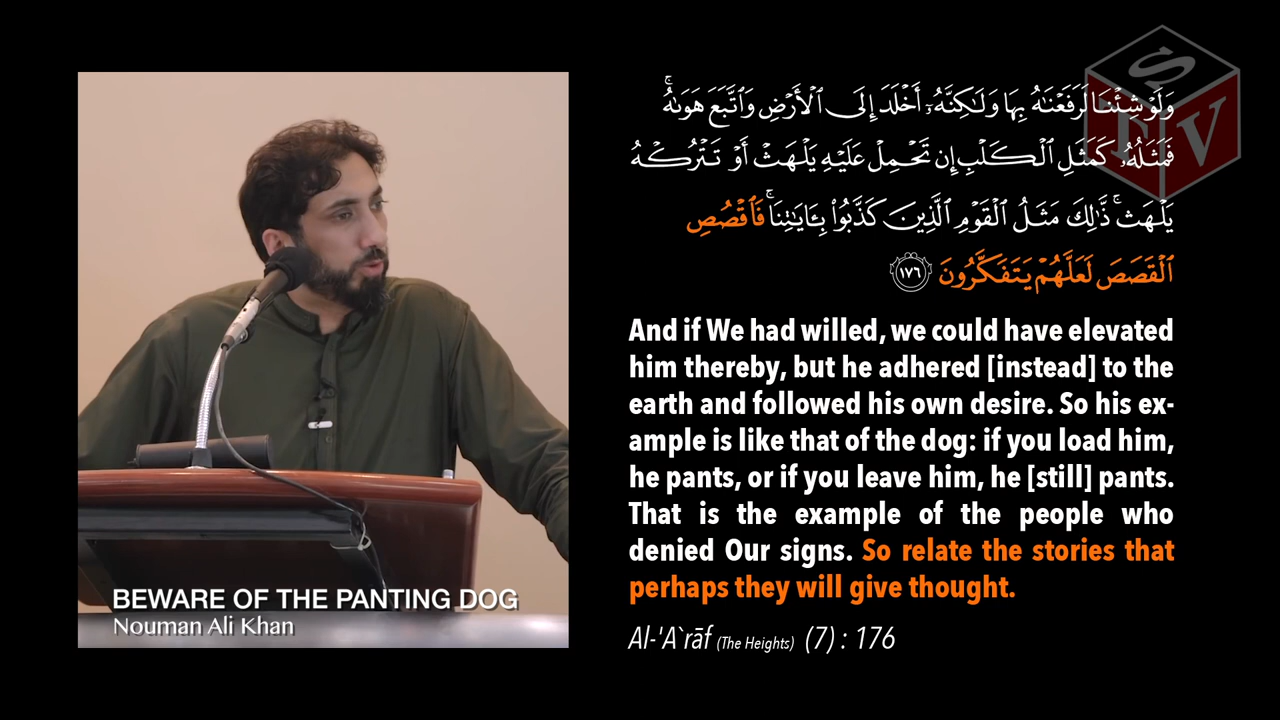 وَلَوْ شِئْنَا لَرَفَعْنَٰهُ بِهَا وَلَٰكِنَّهُۥٓ أَخْلَدَ إِلَى ٱلْأَرْضِ وَٱتَّبَعَ هَوَىٰهُ ۚ
فَمَثَلُهُۥ كَمَثَلِ ٱلْكَلْبِ إِن تَحْمِلْ عَلَيْهِ يَلْهَثْ أَوْ تَتْرُكْهُ
يَلْهَث ۚ ذَّٰلِكَ مَثَلُ ٱلْقَوْمِ ٱلَّذِينَ كَذَّبُوا۟ بِـَٔايَٰتِنَا ۚ فَٱقْصُصِ
ٱلْقَصَصَ لَعَلَّهُمْ يَتَفَكَّرُونَ ١٧٦
And if We had willed, we could have elevated
him thereby, but he adhered [instead] to the
earth and followed his own desire. So his ex-
ample is like that of the dog: if you load him,
he pants, or if you leave him, he [still] pants.
That is the example of the people who
denied Our signs. So relate the stories that
perhaps they will give thought.
Al-'A`rāf (The Heights) (7) : 176
BEWARE OF THE PANTING DOG
Nouman Ali Khan
F S V